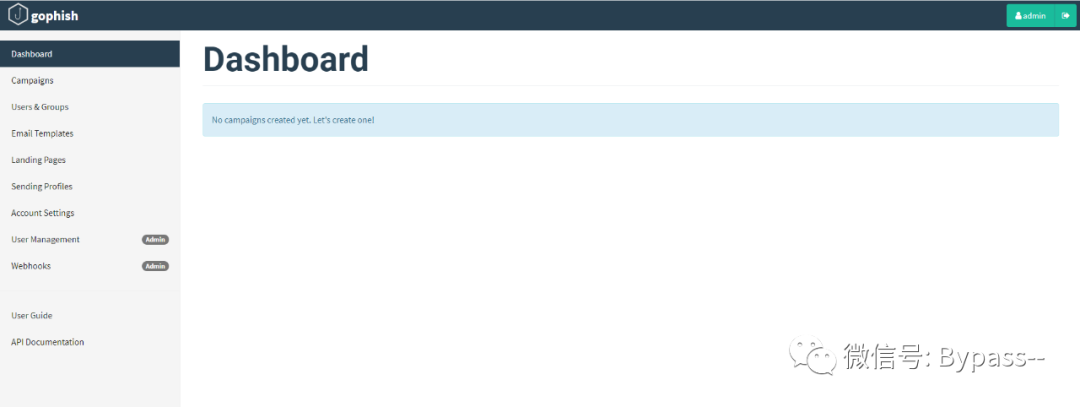 gophish
admin
Dashboard
Campaigns
Users & Groups
Email Templates
Landing Pages
Sending Profiles
Account Settings
User Management Admin
Webhooks Admin
User Guide
API Documentation
Dashboard
No campaigns created yet. Let's create one!
微信号: Bypass--